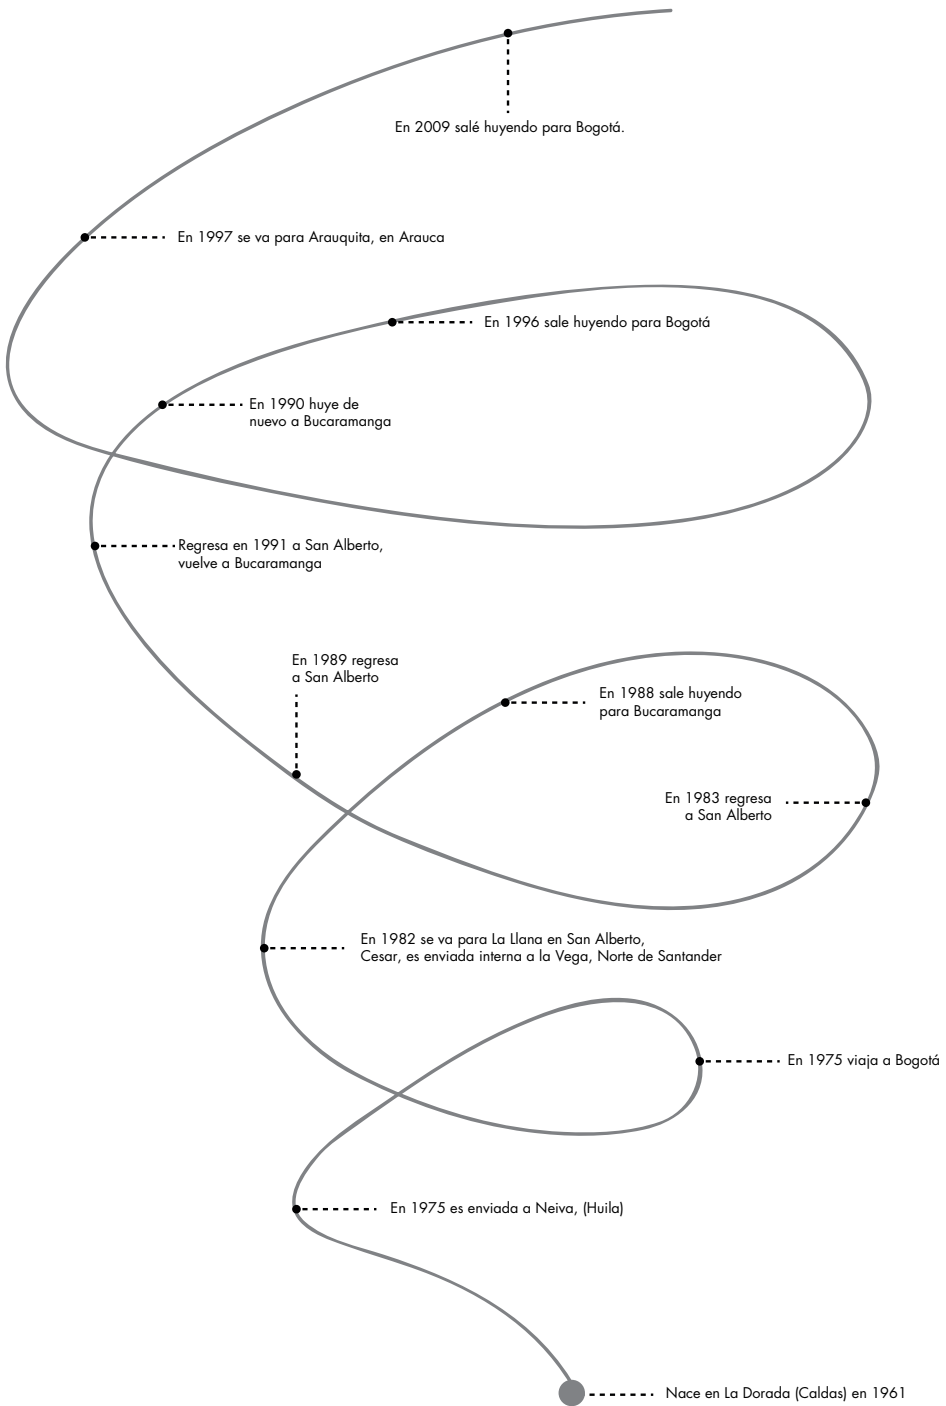 En 2009 salé huyendo para Bogotá.
En 1997 se va para Arauquita, en Arauca
En 1996 sale huyendo para Bogotá
En 1990 huye de
nuevo a Bucaramanga
Regresa en 1991 a San Alberto,
vuelve a Bucaramanga
En 1989 regresa
a San Alberto
En 1988 sale huyendo
para Bucaramanga
En 1983 regresa
a San Alberto
En 1982 se va para La Llana en San Alberto,
Cesar, es enviada interna a la Vega, Norte de Santander
En 1975 viaja a Bogotá
En 1975 es enviada a Neiva, (Huila)
Nace en La Dorada (Caldas) en 1961